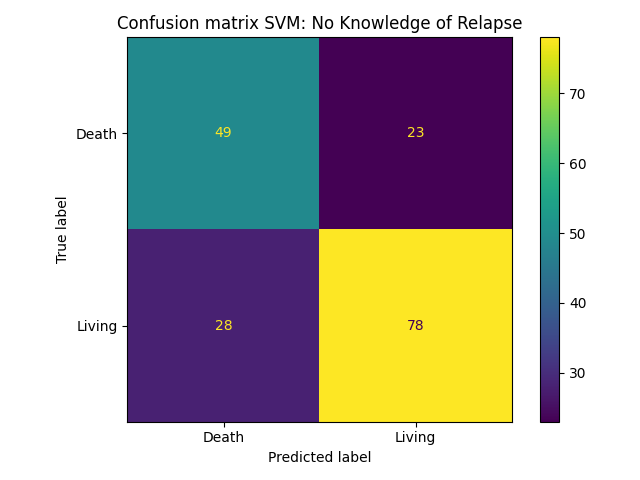 Confusion matrix SVM: No Knowledge of Relapse
True label
Death
49
23
Living
28
78
Death
Living
Predicted label
70
60
50
40
30